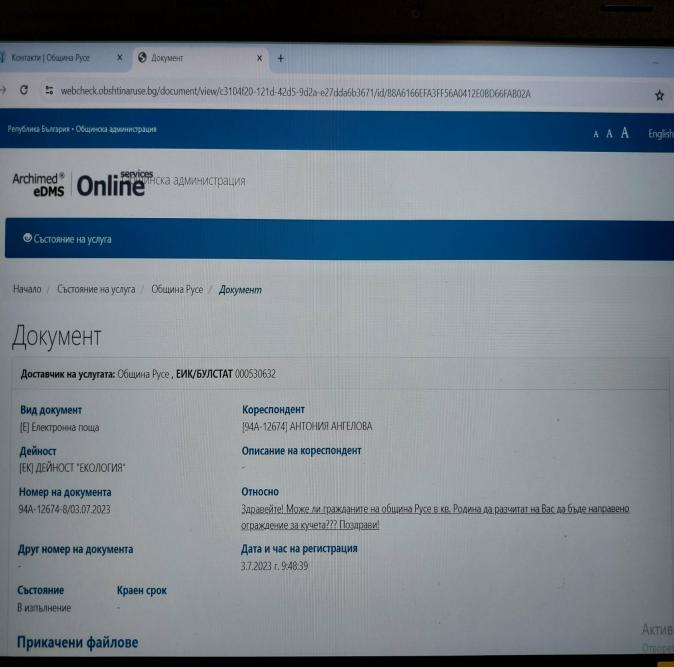 Контакти | Община Русе × Документ × +
webcheck.obshtinaruse.bg/document/view/c3104f20-121d-42d5-9d2a-e27dda6b3671/id/88A6166EFA3FF56A0412E0BD66FAB02A
Република България • Общинска администрация A A A English
Archimed® eDMS Online services администрация
Състояние на услуга
Начало / Състояние на услуга / Община Русе / Документ
Документ
Доставчик на услугата: Община Русе , ЕИК/БУЛСТАТ 000530632
Вид документ
[E] Електронна поща
Кореспондент
[94A-12674] АНТОНИЯ АНГЕЛОВА
Дейност
[EK] ДЕЙНОСТ "ЕКОЛОГИЯ"
Описание на кореспондент
-
Номер на документа
94A-12674-8/03.07.2023
Относно
Здравейте! Може ли гражданите на община Русе в кв. Родина да разчитат на Вас да бъде направено
ограждение за кучета??? Поздрави!
Друг номер на документа
-
Дата и час на регистрация
3.7.2023 г. 9:48:39
Състояние
В изпълнение
Краен срок
-
Прикачени файлове
Актив